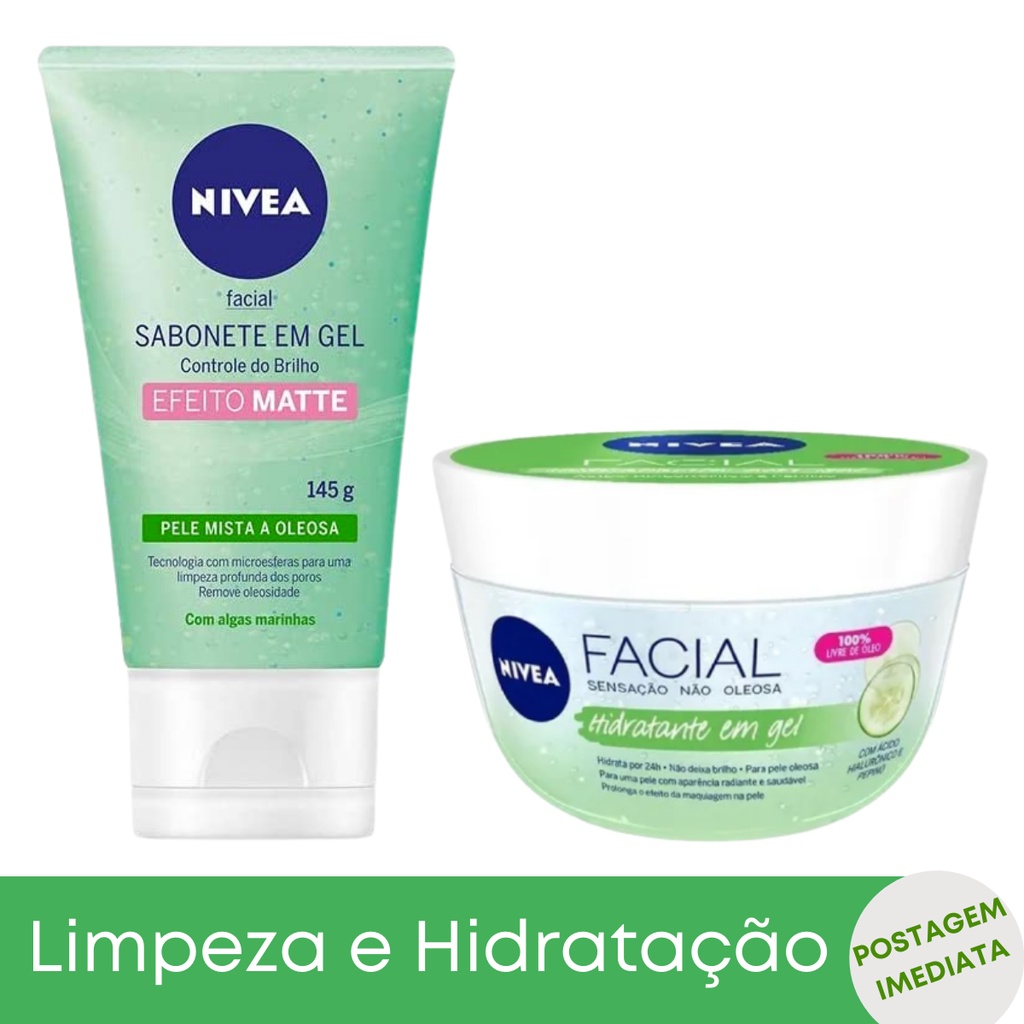 NIVEA
facial
SABONETE EM GEL
Controle do Brilho
EFEITO MATTE
145 g
PELE MISTA A OLEOSA
Tecnologia com microesferas para uma
limpeza profunda dos poros
Remove oleosidade
Com algas marinhas
NIVEA
FACIAL
NIVEA
FACIAL
SENSAÇÃO NÃO OLEOSA
100%
LIVRE DE ÓLEO
Hidratante em gel
COM ÁCIDO
HIALURÔNICO E
PEPINO
Hidrata por 24h • Não deixa brilho • Para pele oleosa
Para uma pele com aparência radiante e saudável
Prolonga o efeito da maquiagem na pele
Limpeza e Hidratação
POSTAGEM
IMEDIATA